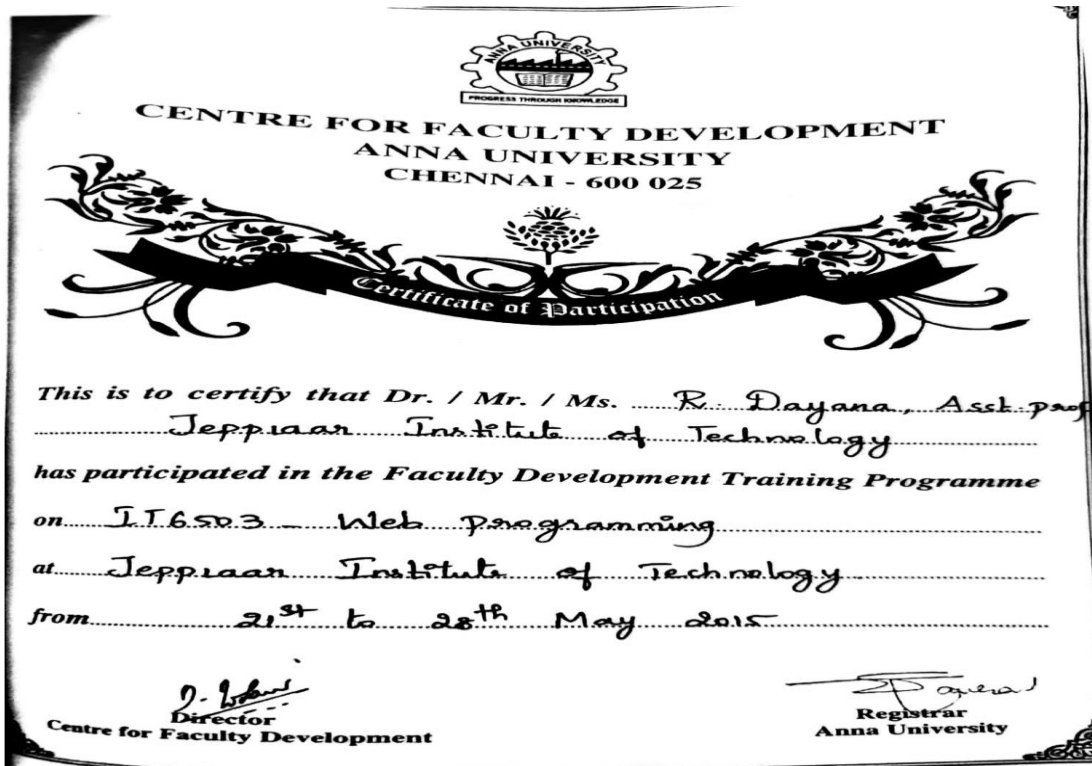 ANNA UNIVERSITY
PROGRESS THROUGH KNOWLEDGE
CENTRE FOR FACULTY DEVELOPMENT
ANNA UNIVERSITY
CHENNAI - 600 025
Certificate of Participation
This is to certify that Dr. / Mr. / Ms. R. Dayana, Asst. prof
Jeppiaar Institute of Technology
has participated in the Faculty Development Training Programme
on IT6503 - Web Programming
at Jeppiaar Institute of Technology
from 21st to 28th May 2015
Director
Centre for Faculty Development
Registrar
Anna University